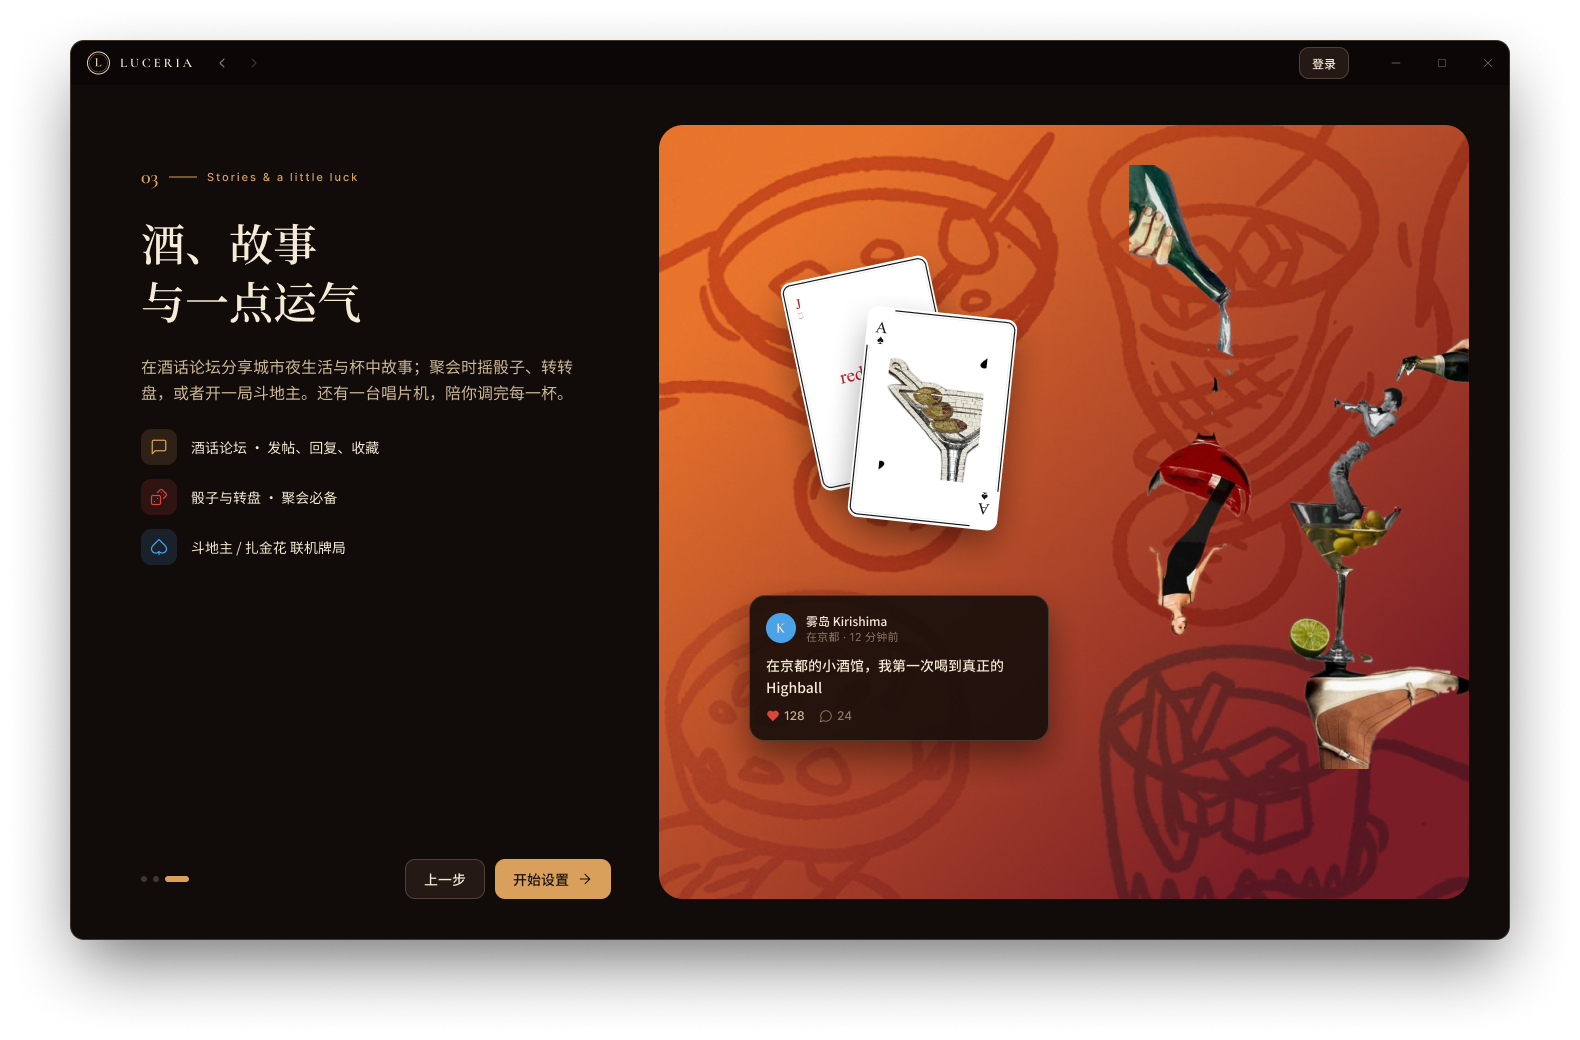 L LUCERIA
登录
03 Stories & a little luck
酒、故事
与一点运气
在酒话论坛分享城市夜生活与杯中故事；聚会时摇骰子、转转
盘，或者开一局斗地主。还有一台唱片机，陪你调完每一杯。
酒话论坛 · 发帖、回复、收藏
骰子与转盘 · 聚会必备
斗地主 / 扎金花 联机牌局
上一步
开始设置
J
red
A
A
K
雾岛 Kirishima
在京都 · 12 分钟前
在京都的小酒馆，我第一次喝到真正的
Highball
128 24